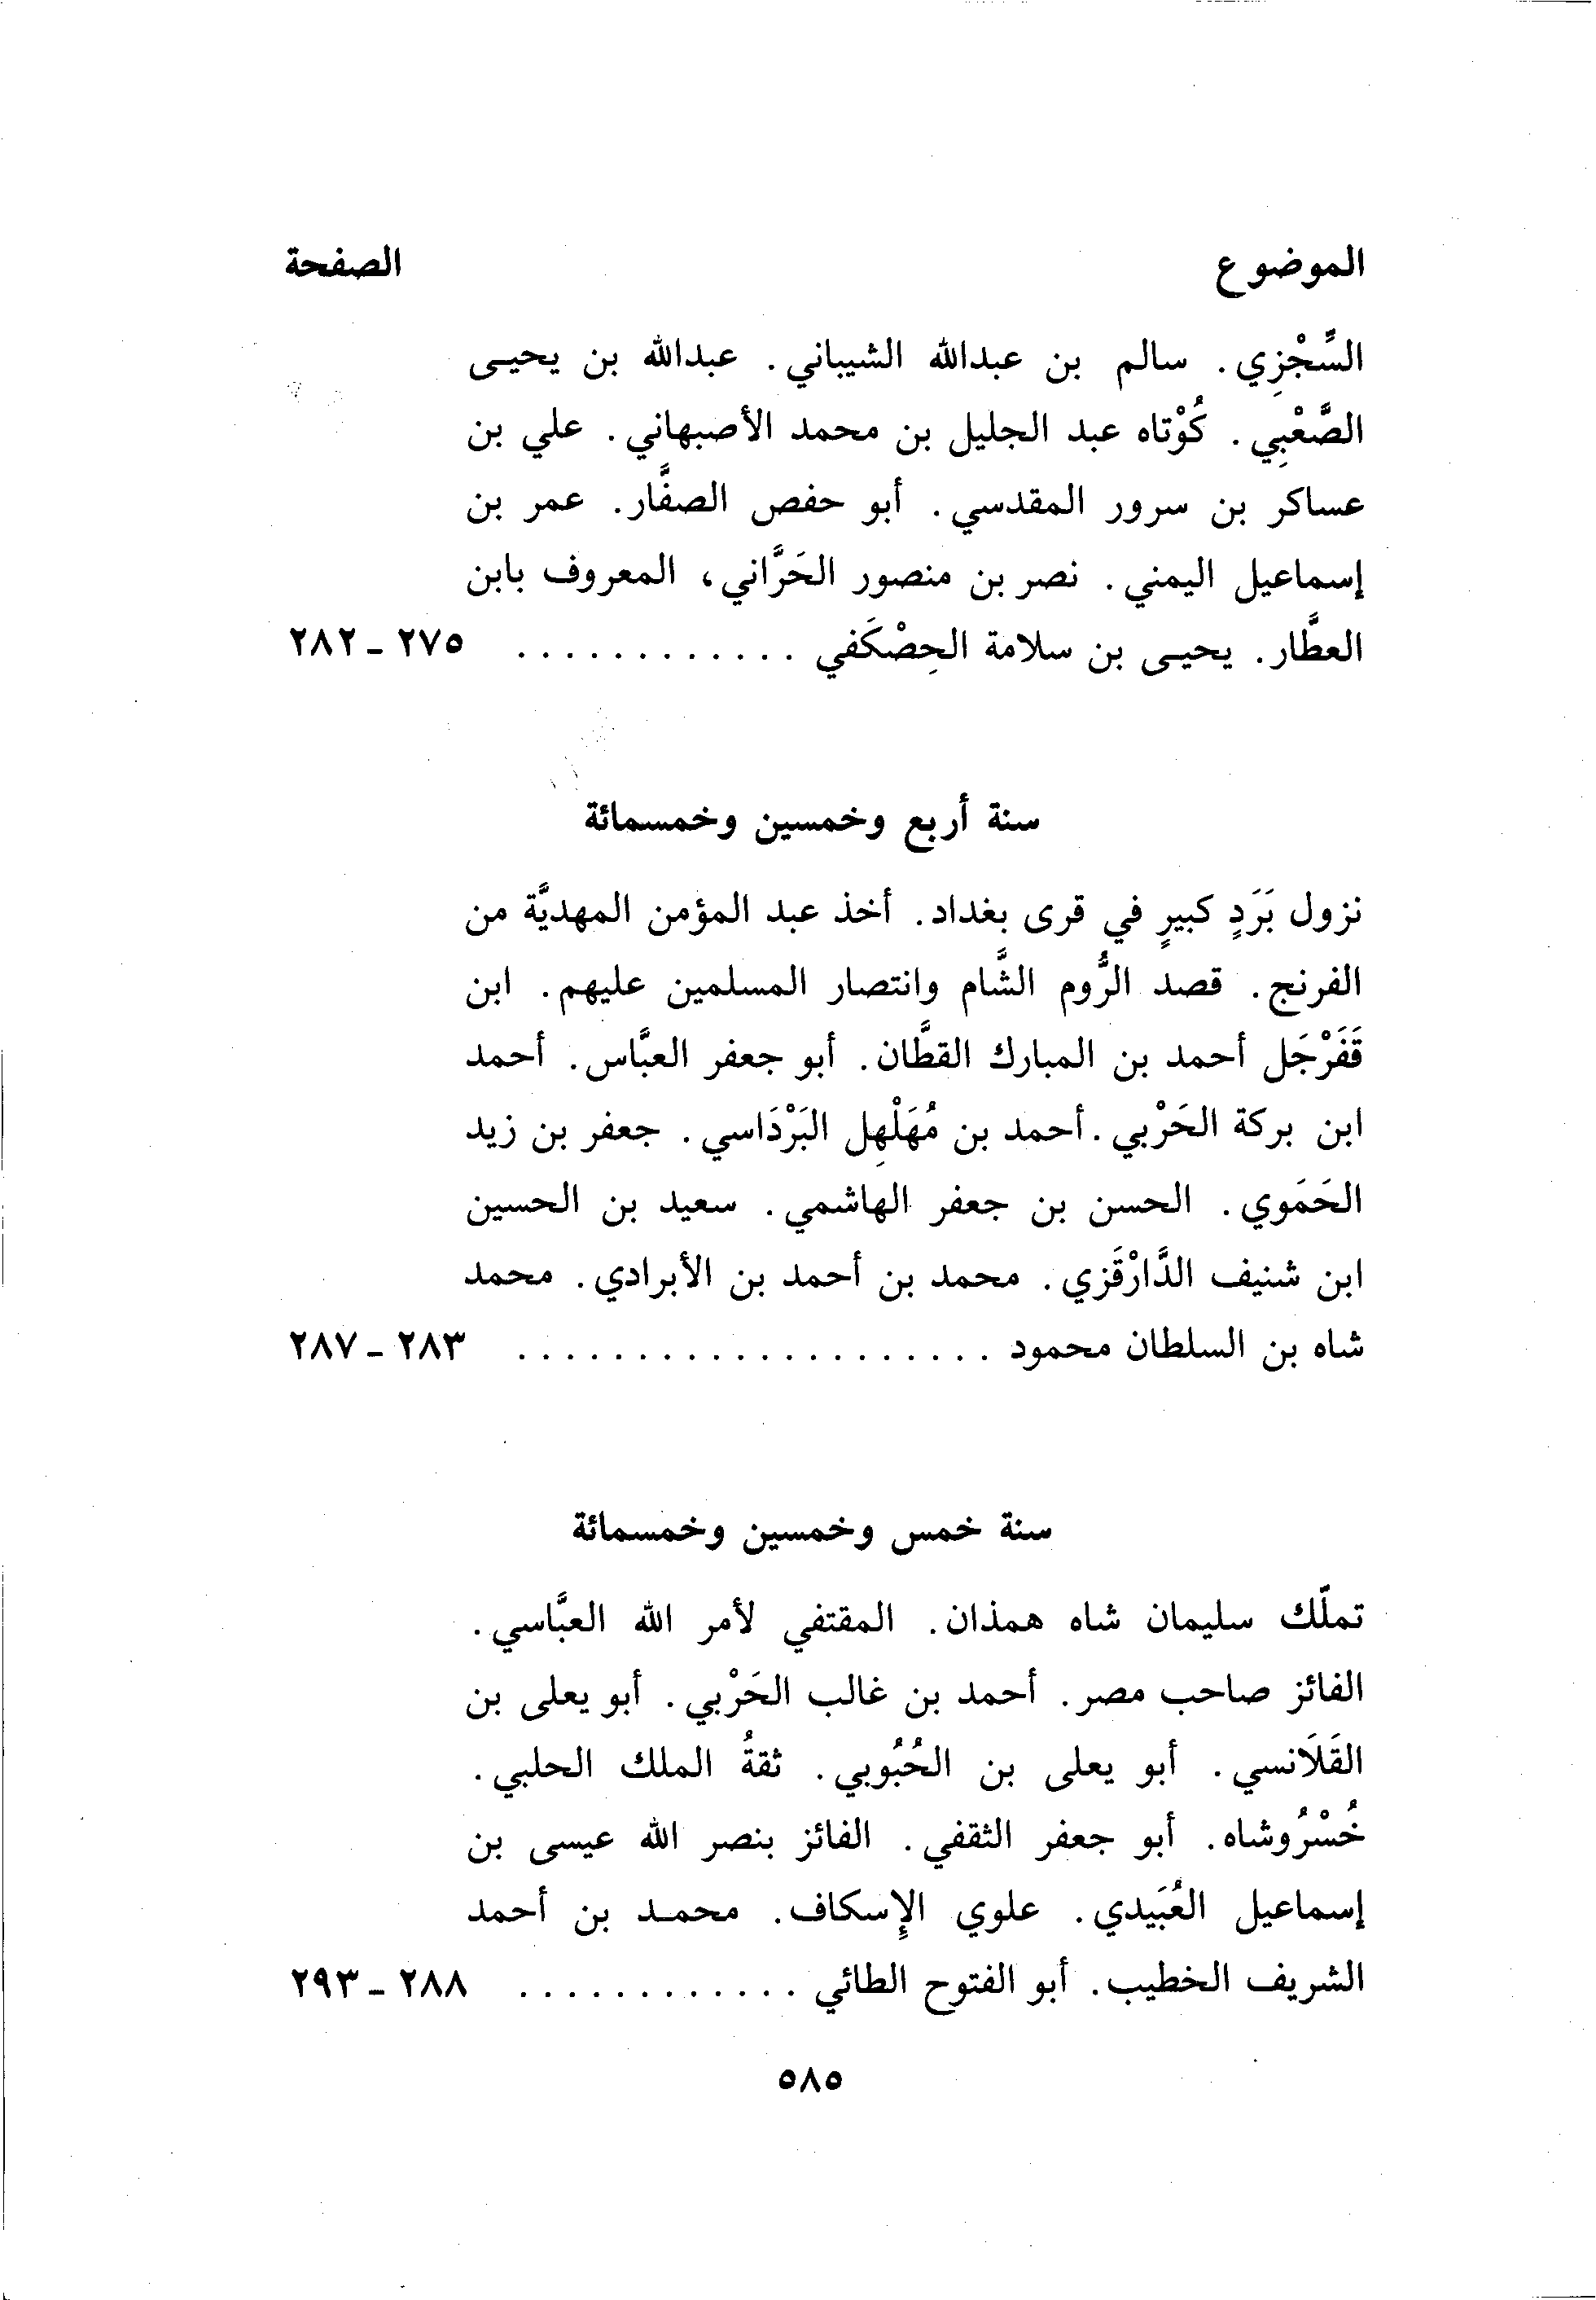 الموضوع الصفحة
السِّجْزِي. سالم بن عبدالله الشيباني. عبدالله بن يحيى
الصَّعْبِي. كُوْتاه عبد الجليل بن محمد الأصبهاني. علي بن
عساكر بن سرور المقدسي. أبو حفص الصفَّار. عمر بن
إسماعيل اليمني. نصر بن منصور الحَرَّاني، المعروف بابن
العطَّار. يحيى بن سلامة الحِصْكَفي . . . . . . . . . . . . ٢٧٥ - ٢٨٢
سنة أربع وخمسين وخمسمائة
نزول بَرَدٍ كبيرٍ في قرى بغداد. أخذ عبد المؤمن المهديَّة من
الفرنج. قصد الرُّوم الشَّام وانتصار المسلمين عليهم. ابن
قَفَرْجَل أحمد بن المبارك القطَّان. أبو جعفر العبَّاس. أحمد
ابن بركة الحَرْبي. أحمد بن مُهَلْهِل البَرْدَاسي. جعفر بن زيد
الحَمَوي. الحسن بن جعفر الهاشمي. سعيد بن الحسين
ابن شنيف الدَّارْقَزي. محمد بن أحمد بن الأبرادي. محمد
شاه بن السلطان محمود . . . . . . . . . . . . . . . . . . . . ٢٨٣ - ٢٨٧
سنة خمس وخمسين وخمسمائة
تملّك سليمان شاه همذان. المقتفي لأمر الله العبَّاسي.
الفائز صاحب مصر. أحمد بن غالب الحَرْبي. أبو يعلى بن
القَلَانسي. أبو يعلى بن الحُبُوبي. ثقةُ الملك الحلبي.
خُسْرُوشاه. أبو جعفر الثقفي. الفائز بنصر الله عيسى بن
إسماعيل العُبَيدي. علوي الإِسكاف. محمد بن أحمد
الشريف الخطيب. أبو الفتوح الطائي . . . . . . . . . . . . ٢٨٨ - ٢٩٣
٥٨٥